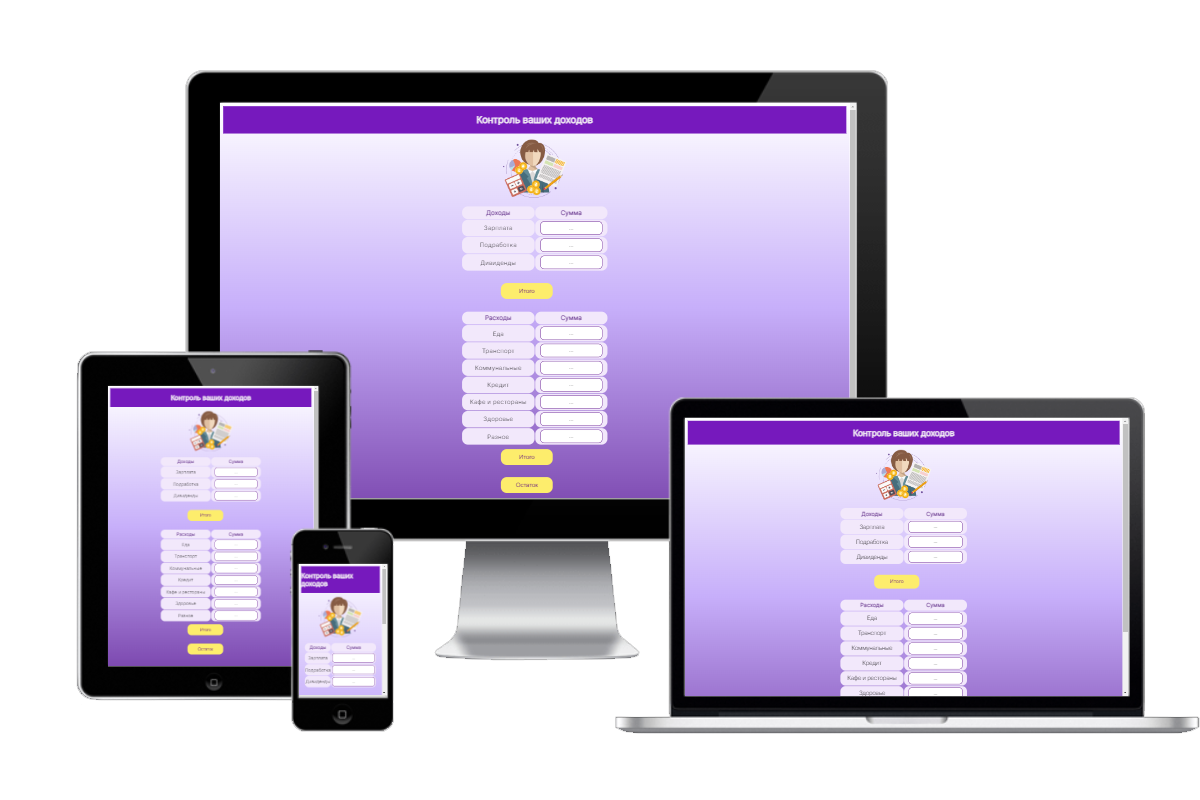 Контроль ваших доходов
Доходы Сумма
Зарплата ...
Подработка ...
Дивиденды ...
Итого
Расходы Сумма
Еда ...
Транспорт ...
Коммунальные ...
Кредит ...
Кафе и рестораны ...
Здоровье ...
Разное ...
Итого
Остаток
Контроль ваших доходов
Доходы Сумма
Зарплата ...
Подработка ...
Дивиденды ...
Итого
Расходы Сумма
Еда ...
Транспорт ...
Коммунальные ...
Кредит ...
Кафе и рестораны ...
Здоровье ...
Разное ...
Итого
Остаток
Контроль ваших
доходов
Доходы Сумма
Зарплата ...
Подработка ...
Дивиденды ...
Контроль ваших доходов
Доходы Сумма
Зарплата ...
Подработка ...
Дивиденды ...
Итого
Расходы Сумма
Еда ...
Транспорт ...
Коммунальные ...
Кредит ...
Кафе и рестораны ...
Здоровье ...